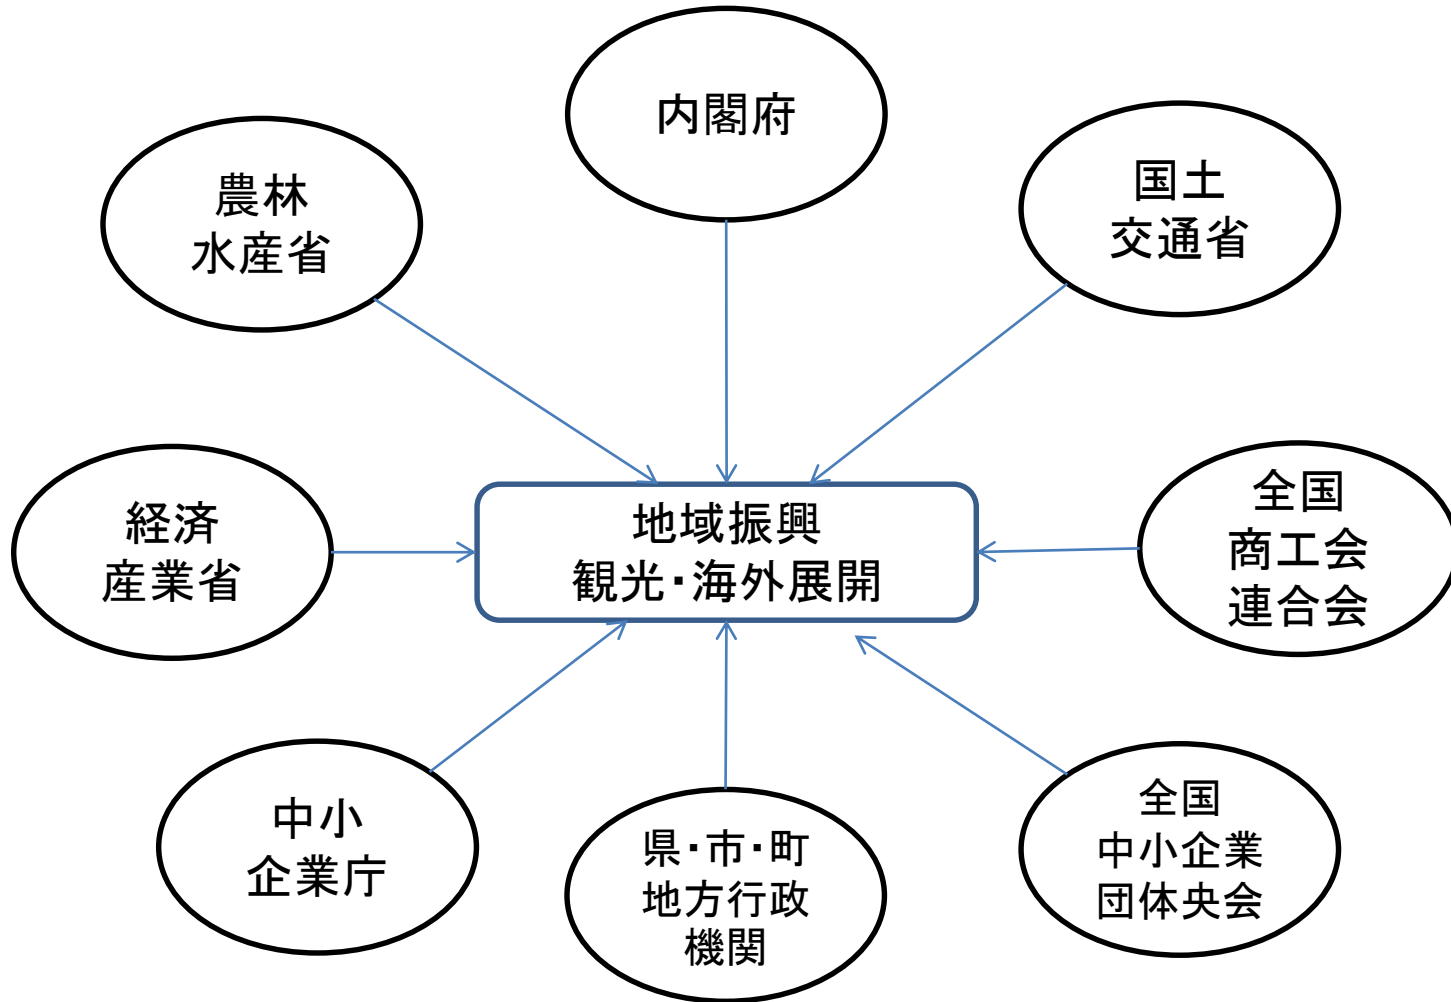 内閣府
農林
水産省
国土
交通省
経済
産業省
地域振興
観光・海外展開
全国
商工会
連合会
中小
企業庁
県・市・町
地方行政
機関
全国
中小企業
団体央会